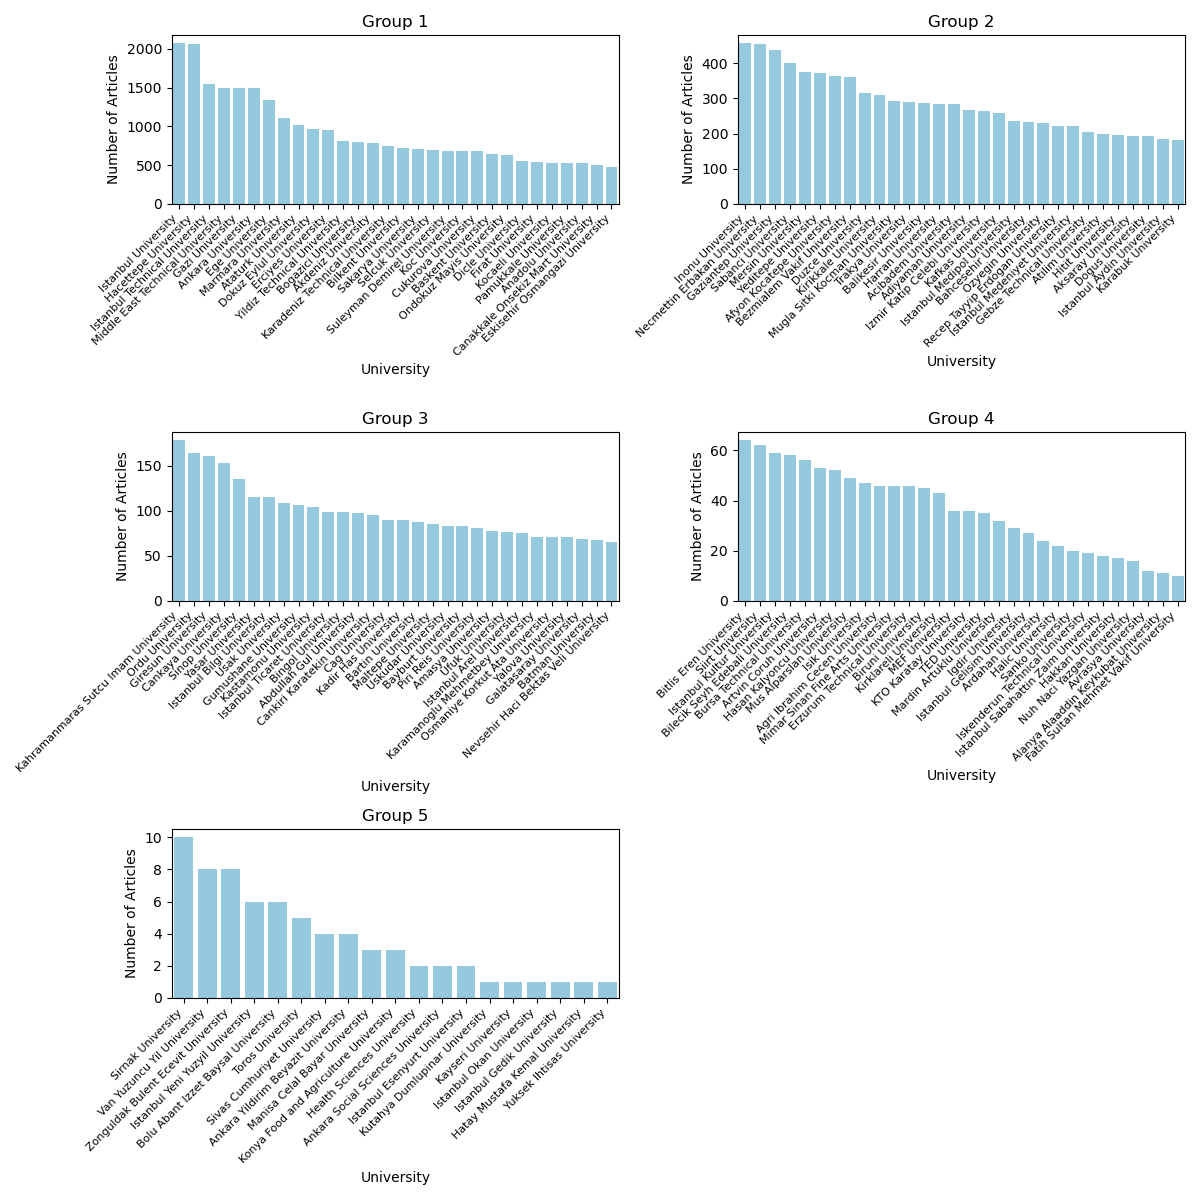 Group 1
Number of Articles
2000
1500
1000
500
0
Istanbul University
Hacettepe University
Istanbul Technical University
Middle East Technical University
Gazi University
Ankara University
Ege University
Marmara University
Ataturk University
Dokuz Eylul University
Erciyes University
Yildiz Technical University
Bogazici University
Akdeniz University
Karadeniz Technical University
Bilkent University
Sakarya University
Selcuk University
Suleyman Demirel University
Koc University
Cukurova University
Baskent University
Ondokuz Mayis University
Dicle University
Firat University
Kocaeli University
Pamukkale University
Anadolu University
Canakkale Onsekiz Mart University
Eskisehir Osmangazi University
University
Group 2
Number of Articles
400
300
200
100
0
Inonu University
Necmettin Erbakan University
Gaziantep University
Sabanci University
Mersin University
Yeditepe University
Afyon Kocatepe University
Bezmialem Vakif University
Duzce University
Kirikkale University
Mugla Sitki Kocman University
Trakya University
Balikesir University
Harran University
Acibadem University
Adiyaman University
Izmir Katip Celebi University
Kafkas University
Istanbul Medipol University
Bahcesehir University
Ozyegin University
Recep Tayyip Erdogan University
Istanbul Medeniyet University
Gebze Technical University
Atilim University
Hitit University
Aksaray University
Dogus University
Istanbul Aydin University
Karabuk University
University
Group 3
Number of Articles
150
100
50
0
Kahramanmaras Sutcu Imam University
Ordu University
Giresun University
Cankaya University
Sinop University
Yasar University
Istanbul Bilgi University
Usak University
Gumushane University
Kastamonu University
Istanbul Ticaret University
Bingol University
Abdullah Gul University
Cankiri Karatekin University
Cag University
Kadir Has University
Bartin University
Maltepe University
Uskudar University
Bayburt University
Piri Reis University
Amasya University
Ufuk University
Istanbul Arel University
Karamanoglu Mehmetbey University
Osmaniye Korkut Ata University
Yalova University
Galatasaray University
Batman University
Nevsehir Haci Bektas Veli University
University
Group 4
Number of Articles
60
40
20
0
Bitlis Eren University
Siirt University
Istanbul Kultur University
Bilecik Seyh Edebali University
Bursa Technical University
Artvin Coruh University
Hasan Kalyoncu University
Mus Alparslan University
Isik University
Agri Ibrahim Cecen University
Mimar Sinan Fine Arts University
Erzurum Technical University
Biruni University
Kirklareli University
MEF University
KTO Karatay University
TED University
Mardin Artuklu University
Igdir University
Istanbul Gelisim University
Ardahan University
Halic University
Sanko University
Iskenderun Technical University
Istanbul Sabahattin Zaim University
Hakkari University
Nuh Naci Yazgan University
Avrasya University
Alanya Alaaddin Keykubat University
Fatih Sultan Mehmet Vakif University
University
Group 5
Number of Articles
10
8
6
4
2
0
Sirnak University
Van Yuzuncu Yil University
Zonguldak Bulent Ecevit University
Istanbul Yeni Yuzyil University
Bolu Abant Izzet Baysal University
Toros University
Sivas Cumhuriyet University
Ankara Yildirim Beyazit University
Manisa Celal Bayar University
Konya Food and Agriculture University
Health Sciences University
Ankara Social Sciences University
Istanbul Esenyurt University
Kutahya Dumlupinar University
Kayseri University
Istanbul Okan University
Istanbul Gedik University
Hatay Mustafa Kemal University
Yuksek Ihtisas University
University